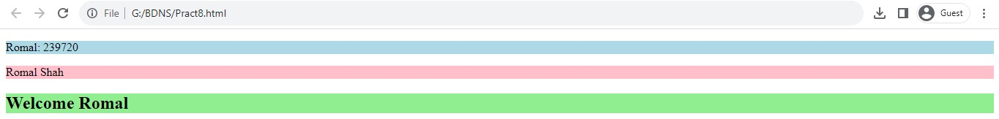 File G:/BDNS/Pract8.html Guest
Romal: 239720
Romal Shah
Welcome Romal